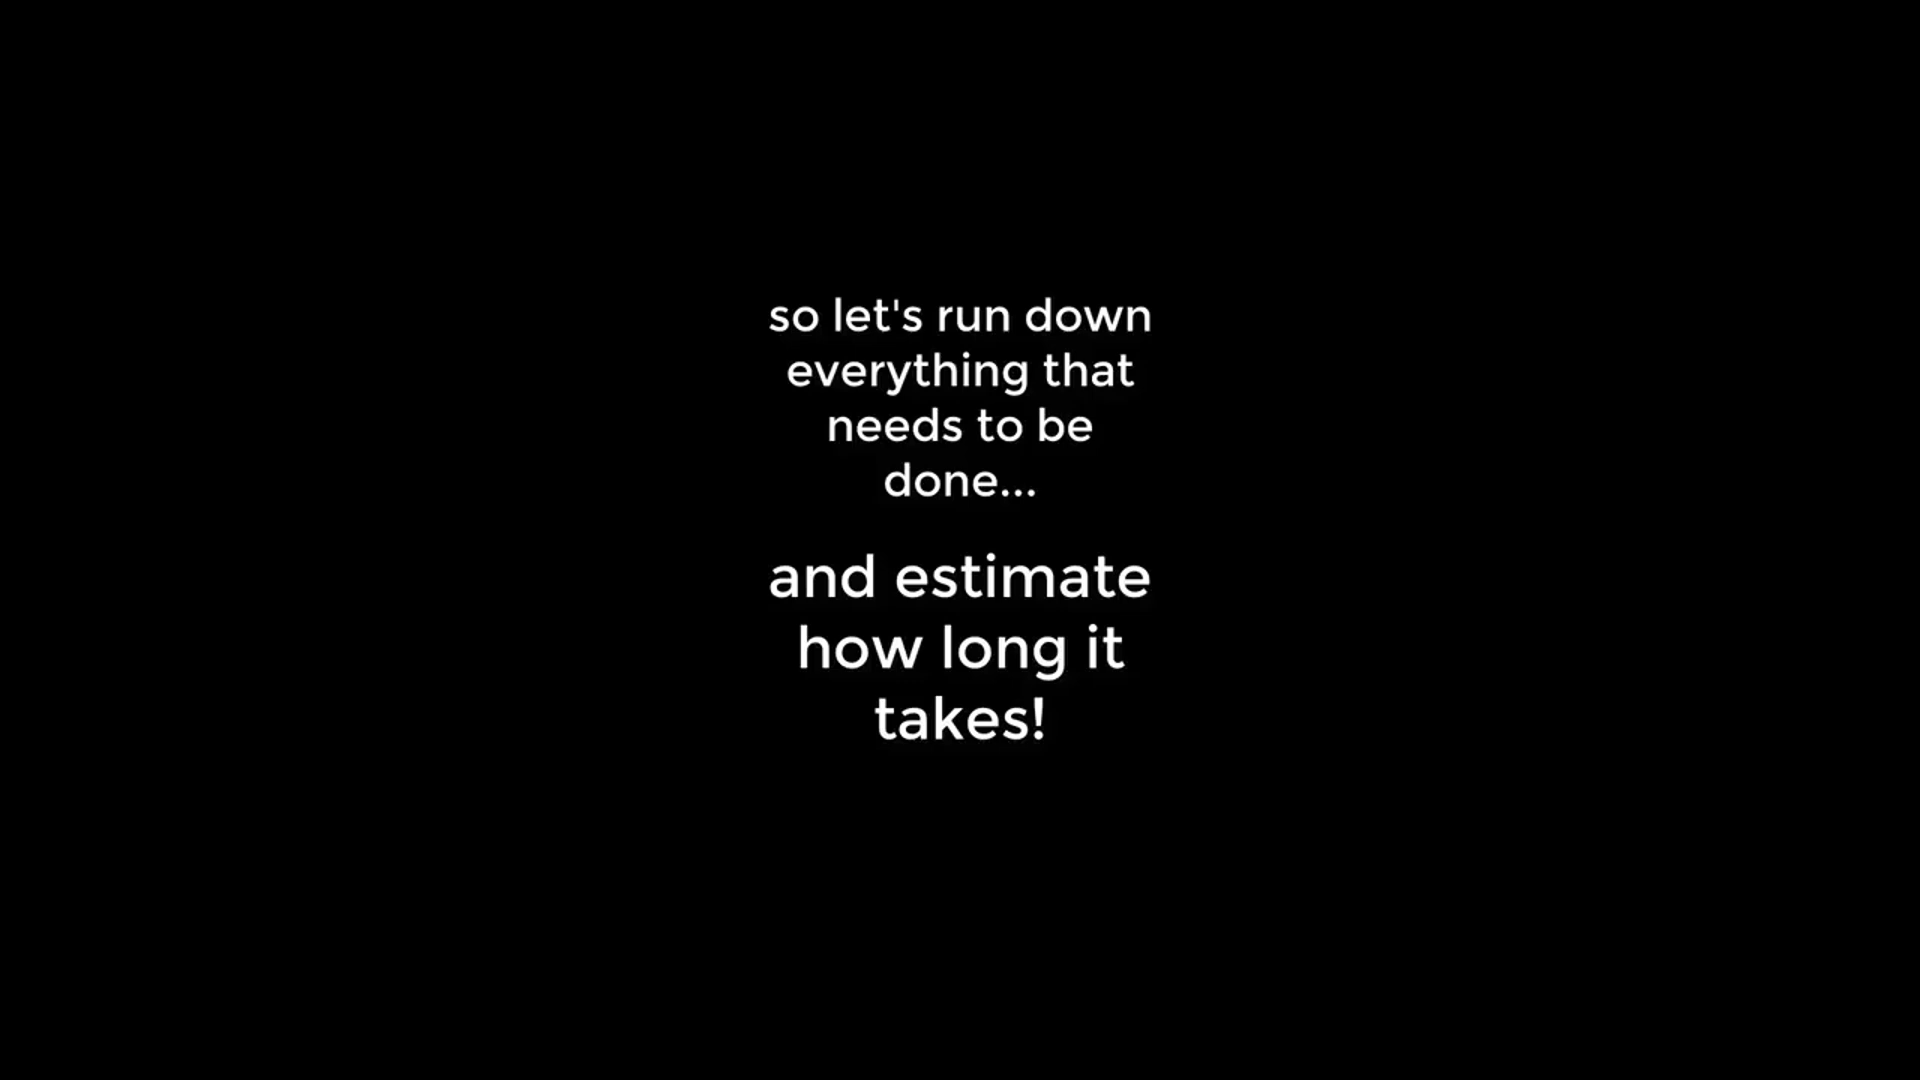 so let's run down
everything that
needs to be
done...
and estimate
how long it
takes!